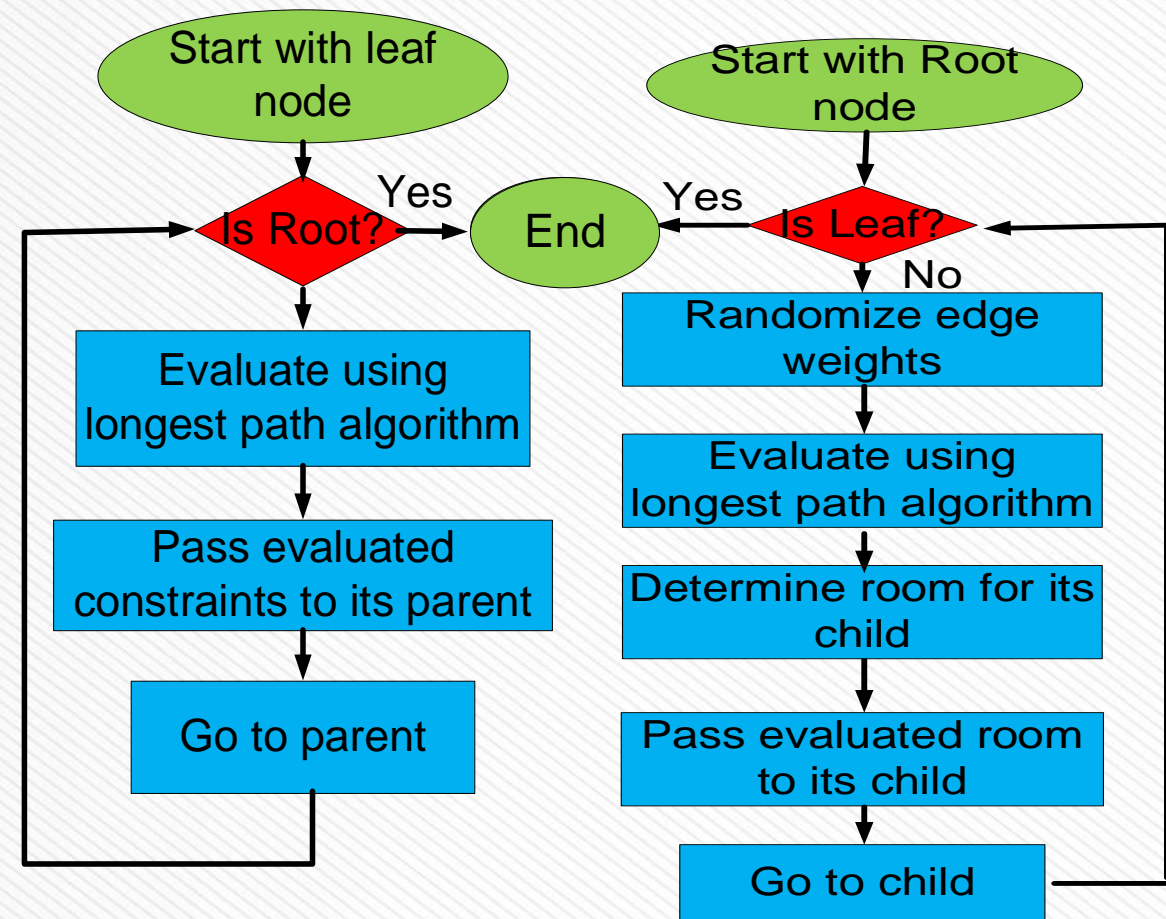 Start with leaf
node
Is Root?
Yes
End
Evaluate using
longest path algorithm
Pass evaluated
constraints to its parent
Go to parent
Start with Root
node
Yes
Is Leaf?
No
Randomize edge
weights
Evaluate using
longest path algorithm
Determine room for its
child
Pass evaluated room
to its child
Go to child